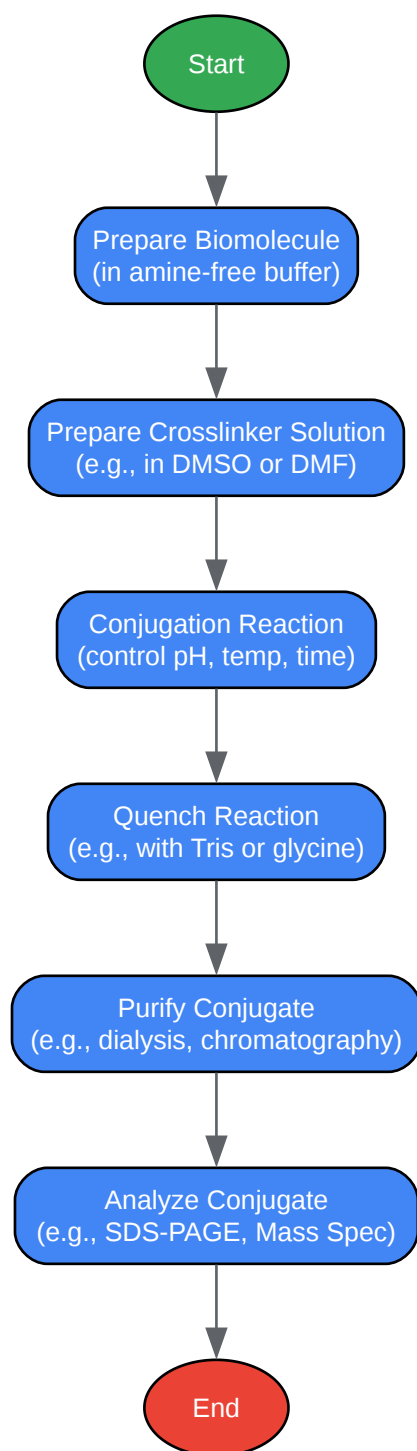 Start
Prepare Biomolecule
(in amine-free buffer)
Prepare Crosslinker Solution
(e.g., in DMSO or DMF)
Conjugation Reaction
(control pH, temp, time)
Quench Reaction
(e.g., with Tris or glycine)
Purify Conjugate
(e.g., dialysis, chromatography)
Analyze Conjugate
(e.g., SDS-PAGE, Mass Spec)
End